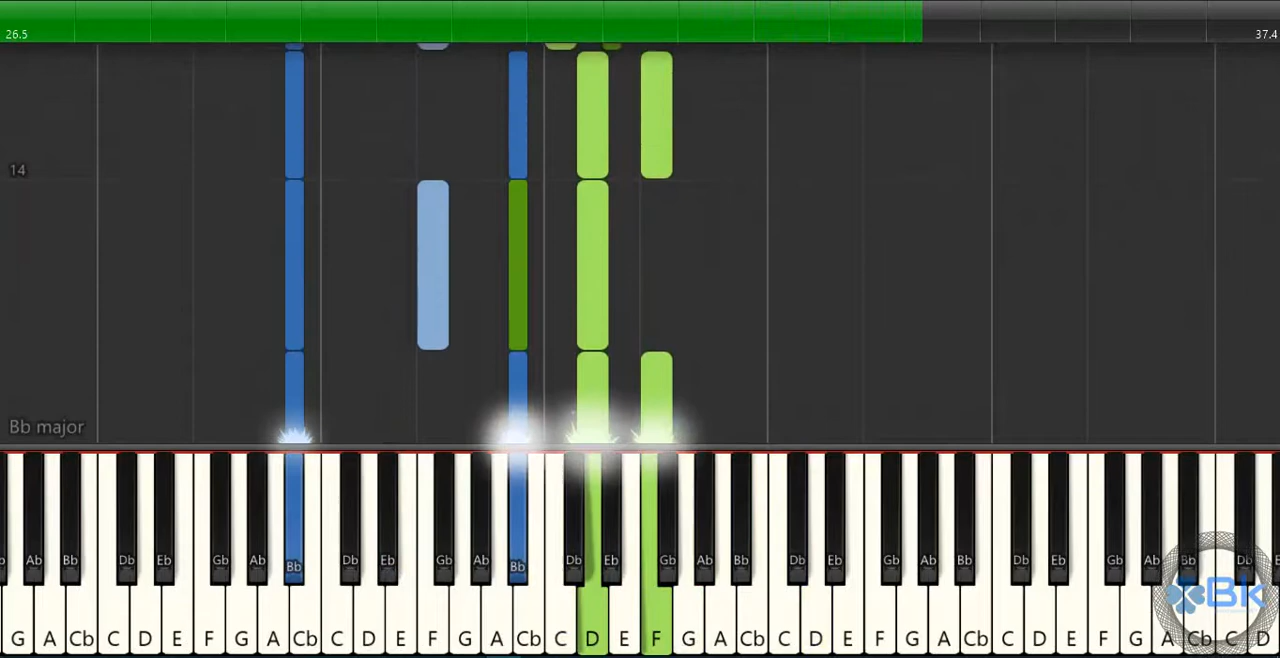 26.5 37.4
14
Bb major
Ab Bb Db Eb Gb Ab Bb Db Eb Gb Ab Bb Db Eb Gb Ab Bb Db Eb Gb Ab Bb Db Eb Gb Ab Bb Db
Bk
G A Cb C D E F G A Cb C D E F G A Cb C D E F G A Cb C D E F G A Cb C D E F G A Cb C D